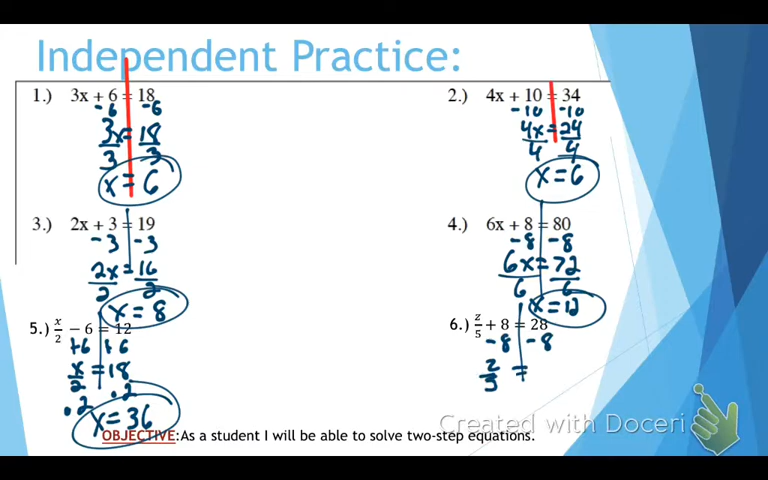 Independent Practice:
1.) 3x + 6 = 18
-6 -6
3x = 18
3 3
x = 6
2.) 4x + 10 = 34
-10 -10
4x = 24
4 4
x = 6
3.) 2x + 3 = 19
-3 -3
2x = 16
2 2
x = 8
4.) 6x + 8 = 80
-8 -8
6x = 72
6 6
x = 12
5.) x/2 − 6 = 12
+6 +6
x/2 = 18
·2 ·2
x = 36
6.) z/5 + 8 = 28
-8 -8
z/5 =
Created with Doceri
OBJECTIVE:As a student I will be able to solve two-step equations.